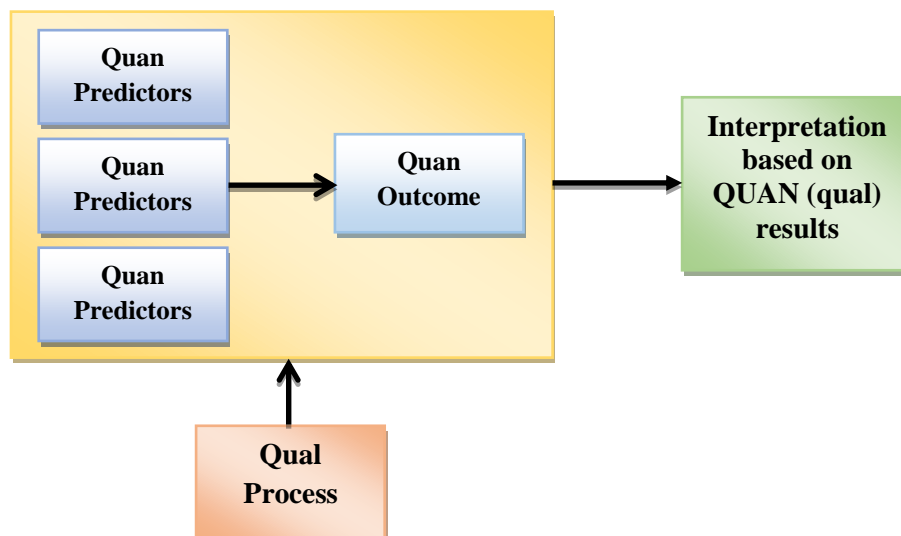 Quan
Predictors
Quan
Predictors
Quan
Predictors
Quan
Outcome
Interpretation
based on
QUAN (qual)
results
Qual
Process